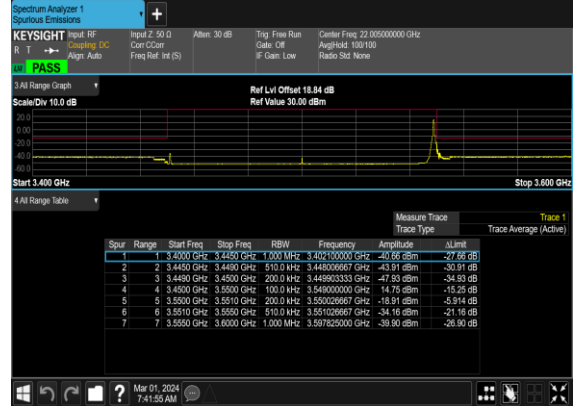 Spectrum Analyzer 1
Spurious Emissions
+
KEYSIGHT Input: RF Input Z: 50 Ω Atten: 30 dB Trig: Free Run Center Freq: 22.005000000 GHz
R T Coupling: DC Corr CCorr Gate: Off Avg|Hold: 100/100
Align: Auto Freq Ref: Int (S) IF Gain: Low Radio Std: None
PASS
3 All Range Graph
Ref Lvl Offset 18.84 dB
Scale/Div 10.0 dB Ref Value 30.00 dBm
20.0
0.00
-20.0
-40.0
-60.0
Start 3.400 GHz Stop 3.600 GHz
4 All Range Table
Measure Trace Trace 1
Trace Type Trace Average (Active)
Spur Range Start Freq Stop Freq RBW Frequency Amplitude ΔLimit
1 1 3.4000 GHz 3.4450 GHz 1.000 MHz 3.402100000 GHz -40.66 dBm -27.66 dB
2 2 3.4450 GHz 3.4490 GHz 510.0 kHz 3.448006667 GHz -43.91 dBm -30.91 dB
3 3 3.4490 GHz 3.4500 GHz 200.0 kHz 3.449903333 GHz -47.93 dBm -34.93 dB
4 4 3.4500 GHz 3.5500 GHz 100.0 kHz 3.549000000 GHz 14.75 dBm -15.25 dB
5 5 3.5500 GHz 3.5510 GHz 200.0 kHz 3.550026667 GHz -18.91 dBm -5.914 dB
6 6 3.5510 GHz 3.5550 GHz 510.0 kHz 3.551026667 GHz -34.16 dBm -21.16 dB
7 7 3.5550 GHz 3.6000 GHz 1.000 MHz 3.597825000 GHz -39.90 dBm -26.90 dB
? Mar 01, 2024
7:41:55 AM